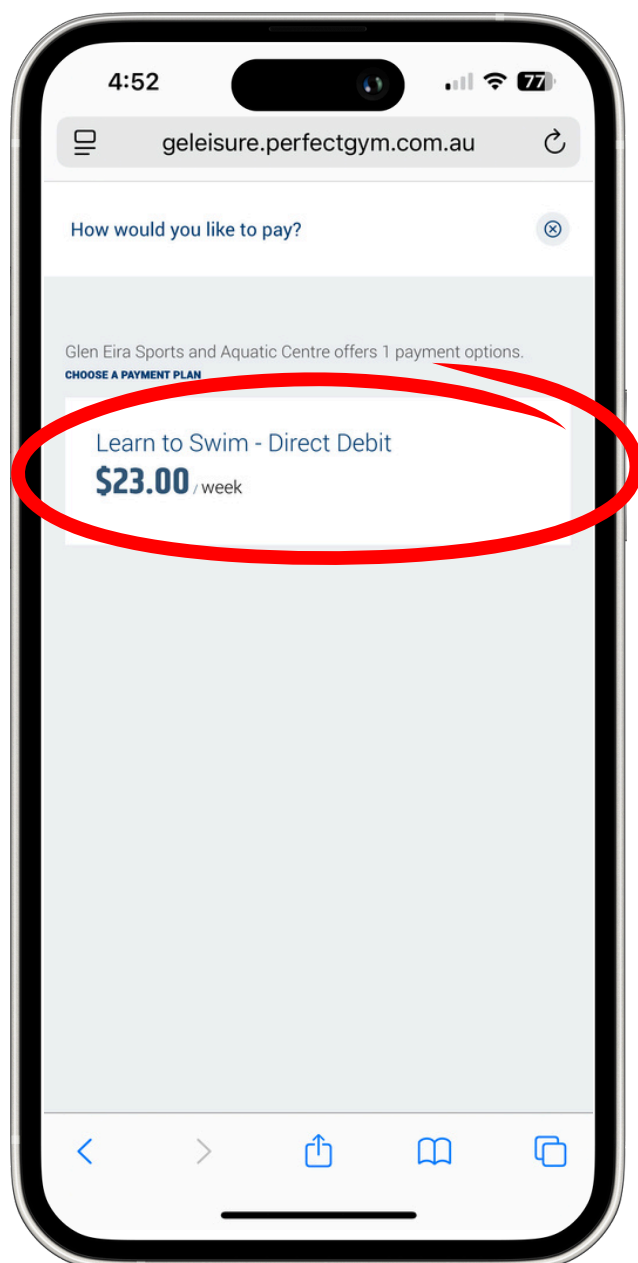 4:52
77
geleisure.perfectgym.com.au
How would you like to pay?
Glen Eira Sports and Aquatic Centre offers 1 payment options.
CHOOSE A PAYMENT PLAN
Learn to Swim - Direct Debit
$23.00 / week